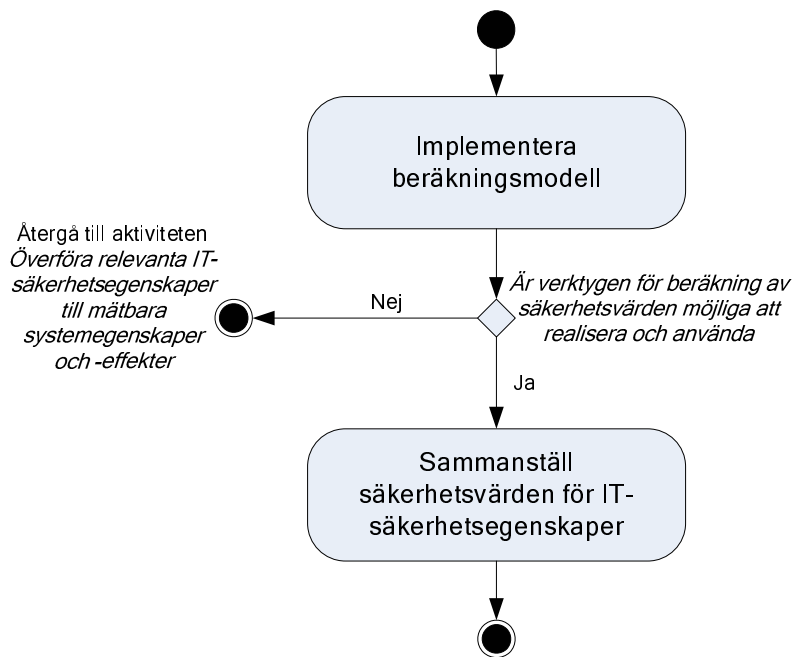 Implementera
beräkningsmodell
Återgå till aktiviteten
Överföra relevanta IT-
säkerhetsegenskaper
till mätbara
systemegenskaper
och -effekter
Nej
Är verktygen för beräkning av
säkerhetsvärden möjliga att
realisera och använda
Ja
Sammanställ
säkerhetsvärden för IT-
säkerhetsegenskaper